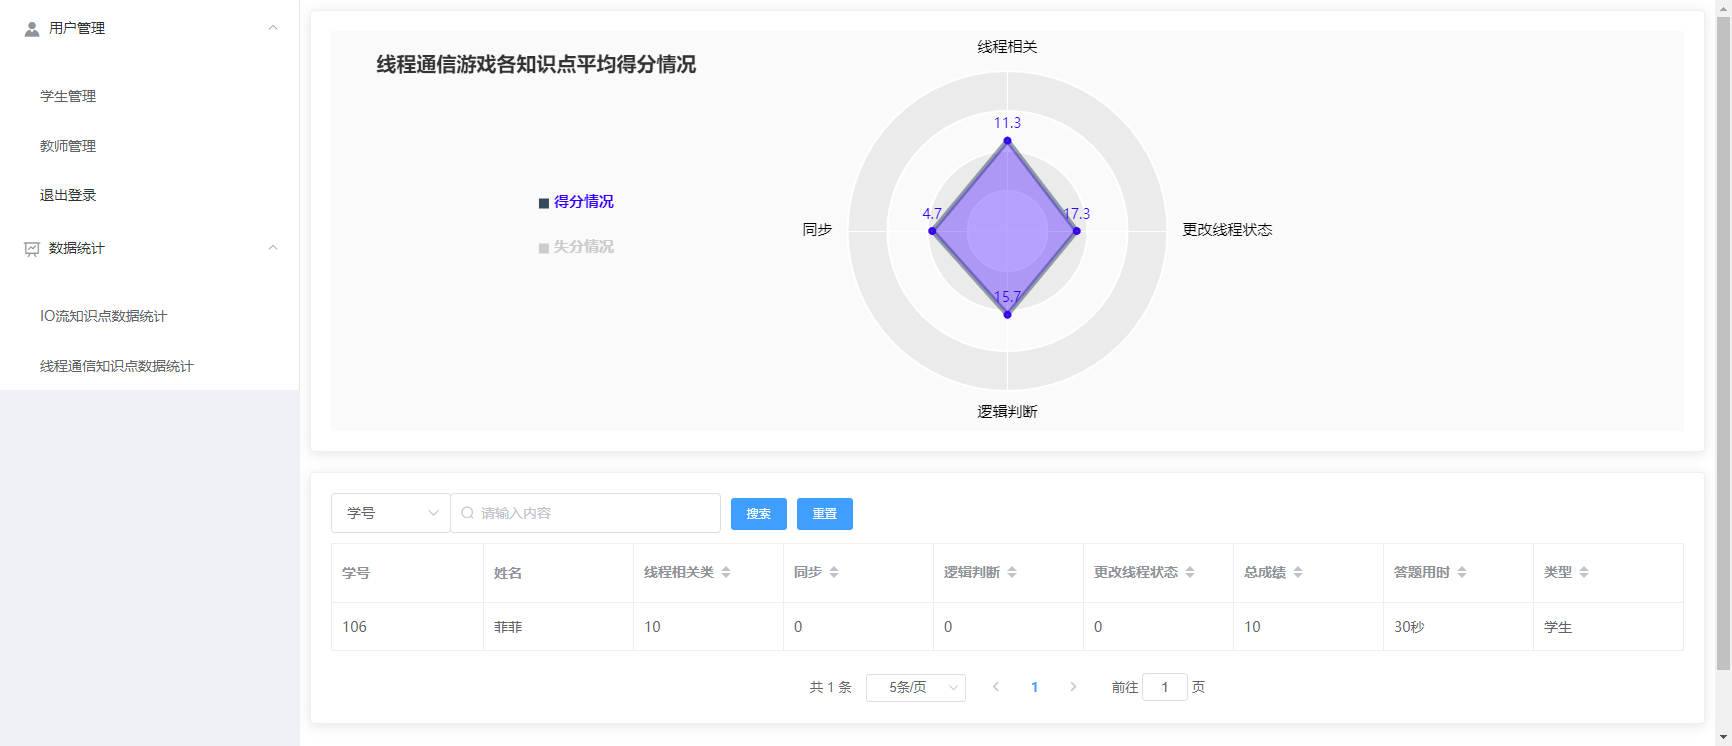 用户管理
学生管理
教师管理
退出登录
数据统计
IO流知识点数据统计
线程通信知识点数据统计
线程通信游戏各知识点平均得分情况
得分情况
失分情况
线程相关
11.3
4.7
17.3
同步
更改线程状态
15.7
逻辑判断
学号 请输入内容 搜索 重置
学号 姓名 线程相关类 同步 逻辑判断 更改线程状态 总成绩 答题用时 类型
106 菲菲 10 0 0 0 10 30秒 学生
共 1 条 5条/页 1 前往 1 页